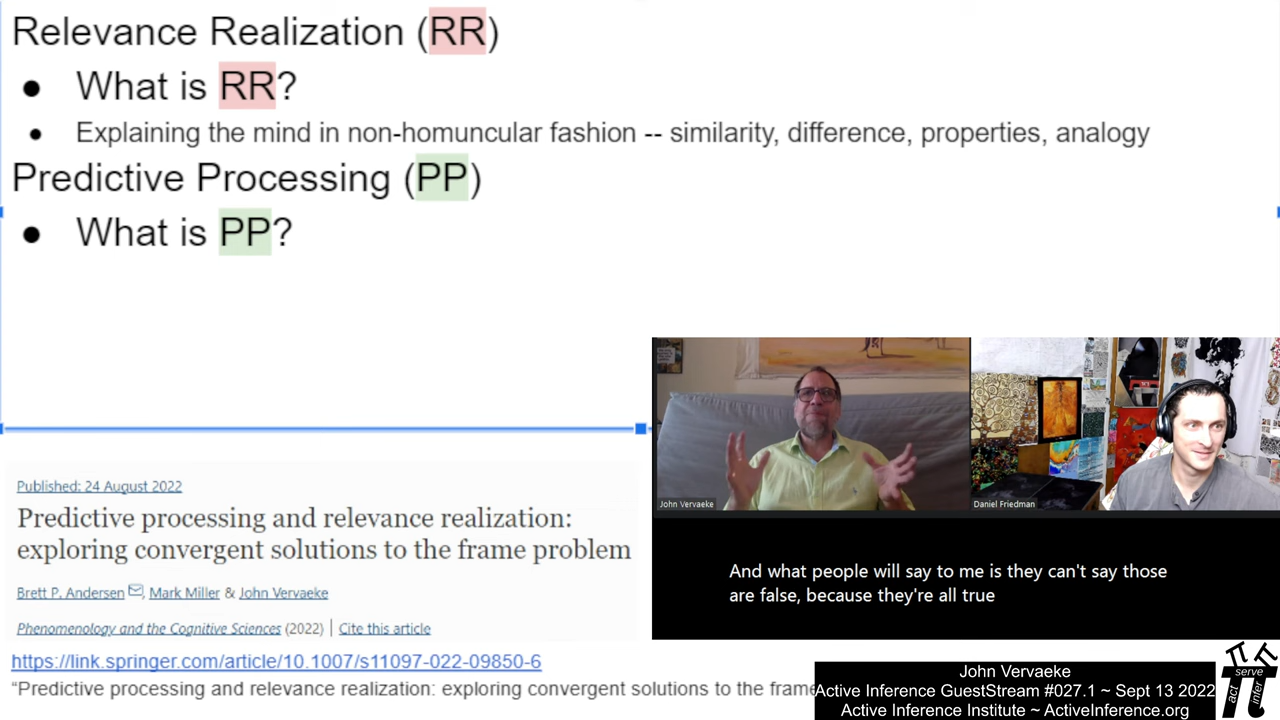 Relevance Realization (RR)
● What is RR?
● Explaining the mind in non-homuncular fashion -- similarity, difference, properties, analogy
Predictive Processing (PP)
● What is PP?
Published: 24 August 2022
Predictive processing and relevance realization:
exploring convergent solutions to the frame problem
Brett P. Andersen, Mark Miller & John Vervaeke
Phenomenology and the Cognitive Sciences (2022) | Cite this article
https://link.springer.com/article/10.1007/s11097-022-09850-6
“Predictive processing and relevance realization: exploring convergent solutions to the frame
John Vervaeke
Daniel Friedman
And what people will say to me is they can't say those
are false, because they're all true
John Vervaeke
Active Inference GuestStream #027.1 ~ Sept 13 2022
Active Inference Institute ~ ActiveInference.org
π π
serve
act
infer